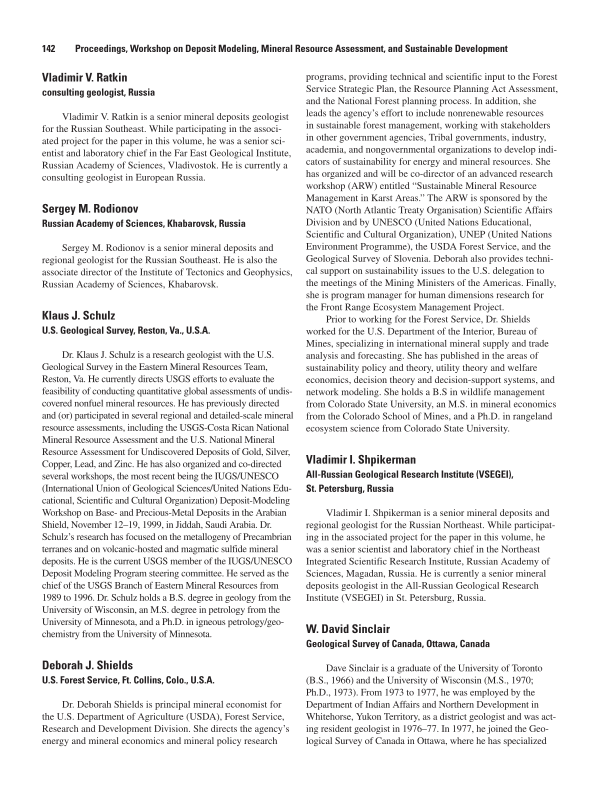 142 Proceedings, Workshop on Deposit Modeling, Mineral Resource Assessment, and Sustainable Development
Vladimir V. Ratkin
consulting geologist, Russia
Vladimir V. Ratkin is a senior mineral deposits geologist
for the Russian Southeast. While participating in the associ-
ated project for the paper in this volume, he was a senior sci-
entist and laboratory chief in the Far East Geological Institute,
Russian Academy of Sciences, Vladivostok. He is currently a
consulting geologist in European Russia.
Sergey M. Rodionov
Russian Academy of Sciences, Khabarovsk, Russia
Sergey M. Rodionov is a senior mineral deposits and
regional geologist for the Russian Southeast. He is also the
associate director of the Institute of Tectonics and Geophysics,
Russian Academy of Sciences, Khabarovsk.
Klaus J. Schulz
U.S. Geological Survey, Reston, Va., U.S.A.
Dr. Klaus J. Schulz is a research geologist with the U.S.
Geological Survey in the Eastern Mineral Resources Team,
Reston, Va. He currently directs USGS efforts to evaluate the
feasibility of conducting quantitative global assessments of undis-
covered nonfuel mineral resources. He has previously directed
and (or) participated in several regional and detailed-scale mineral
resource assessments, including the USGS-Costa Rican National
Mineral Resource Assessment and the U.S. National Mineral
Resource Assessment for Undiscovered Deposits of Gold, Silver,
Copper, Lead, and Zinc. He has also organized and co-directed
several workshops, the most recent being the IUGS/UNESCO
(International Union of Geological Sciences/United Nations Edu-
cational, Scientific and Cultural Organization) Deposit-Modeling
Workshop on Base- and Precious-Metal Deposits in the Arabian
Shield, November 12–19, 1999, in Jiddah, Saudi Arabia. Dr.
Schulz's research has focused on the metallogeny of Precambrian
terranes and on volcanic-hosted and magmatic sulfide mineral
deposits. He is the current USGS member of the IUGS/UNESCO
Deposit Modeling Program steering committee. He served as the
chief of the USGS Branch of Eastern Mineral Resources from
1989 to 1996. Dr. Schulz holds a B.S. degree in geology from the
University of Wisconsin, an M.S. degree in petrology from the
University of Minnesota, and a Ph.D. in igneous petrology/geo-
chemistry from the University of Minnesota.
Deborah J. Shields
U.S. Forest Service, Ft. Collins, Colo., U.S.A.
Dr. Deborah Shields is principal mineral economist for
the U.S. Department of Agriculture (USDA), Forest Service,
Research and Development Division. She directs the agency's
energy and mineral economics and mineral policy research
programs, providing technical and scientific input to the Forest
Service Strategic Plan, the Resource Planning Act Assessment,
and the National Forest planning process. In addition, she
leads the agency's effort to include nonrenewable resources
in sustainable forest management, working with stakeholders
in other government agencies, Tribal governments, industry,
academia, and nongovernmental organizations to develop indi-
cators of sustainability for energy and mineral resources. She
has organized and will be co-director of an advanced research
workshop (ARW) entitled "Sustainable Mineral Resource
Management in Karst Areas." The ARW is sponsored by the
NATO (North Atlantic Treaty Organisation) Scientific Affairs
Division and by UNESCO (United Nations Educational,
Scientific and Cultural Organization), UNEP (United Nations
Environment Programme), the USDA Forest Service, and the
Geological Survey of Slovenia. Deborah also provides techni-
cal support on sustainability issues to the U.S. delegation to
the meetings of the Mining Ministers of the Americas. Finally,
she is program manager for human dimensions research for
the Front Range Ecosystem Management Project.
Prior to working for the Forest Service, Dr. Shields
worked for the U.S. Department of the Interior, Bureau of
Mines, specializing in international mineral supply and trade
analysis and forecasting. She has published in the areas of
sustainability policy and theory, utility theory and welfare
economics, decision theory and decision-support systems, and
network modeling. She holds a B.S in wildlife management
from Colorado State University, an M.S. in mineral economics
from the Colorado School of Mines, and a Ph.D. in rangeland
ecosystem science from Colorado State University.
Vladimir I. Shpikerman
All-Russian Geological Research Institute (VSEGEI),
St. Petersburg, Russia
Vladimir I. Shpikerman is a senior mineral deposits and
regional geologist for the Russian Northeast. While participat-
ing in the associated project for the paper in this volume, he
was a senior scientist and laboratory chief in the Northeast
Integrated Scientific Research Institute, Russian Academy of
Sciences, Magadan, Russia. He is currently a senior mineral
deposits geologist in the All-Russian Geological Research
Institute (VSEGEI) in St. Petersburg, Russia.
W. David Sinclair
Geological Survey of Canada, Ottawa, Canada
Dave Sinclair is a graduate of the University of Toronto
(B.S., 1966) and the University of Wisconsin (M.S., 1970;
Ph.D., 1973). From 1973 to 1977, he was employed by the
Department of Indian Affairs and Northern Development in
Whitehorse, Yukon Territory, as a district geologist and was act-
ing resident geologist in 1976–77. In 1977, he joined the Geo-
logical Survey of Canada in Ottawa, where he has specialized